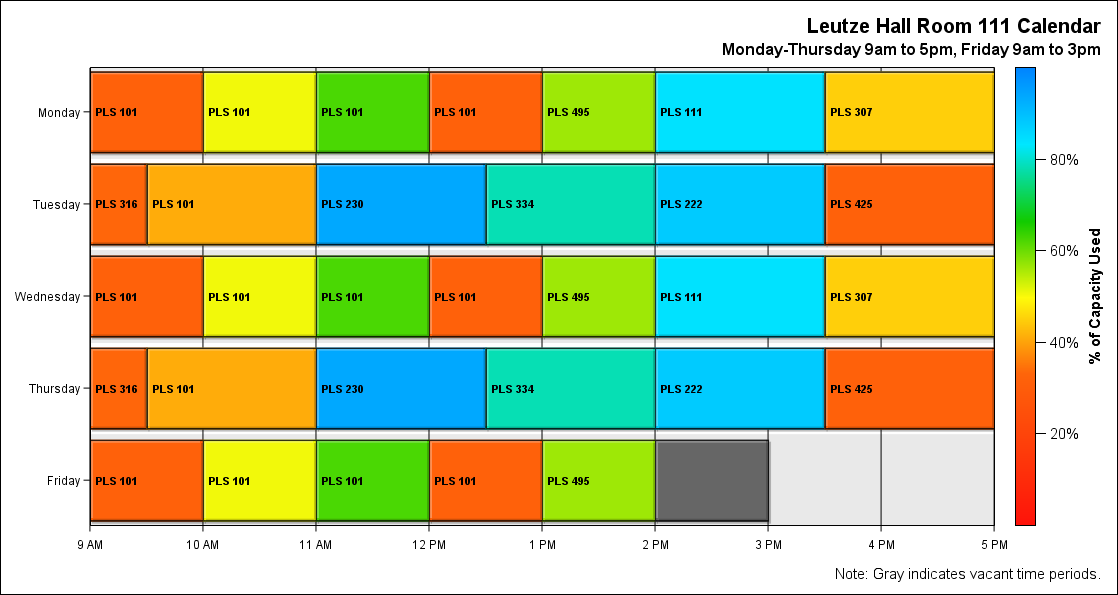 Leutze Hall Room 111 Calendar
Monday-Thursday 9am to 5pm, Friday 9am to 3pm
Monday
PLS 101
PLS 101
PLS 101
PLS 101
PLS 495
PLS 111
PLS 307
Tuesday
PLS 316
PLS 101
PLS 230
PLS 334
PLS 222
PLS 425
Wednesday
PLS 101
PLS 101
PLS 101
PLS 101
PLS 495
PLS 111
PLS 307
Thursday
PLS 316
PLS 101
PLS 230
PLS 334
PLS 222
PLS 425
Friday
PLS 101
PLS 101
PLS 101
PLS 101
PLS 495
9 AM
10 AM
11 AM
12 PM
1 PM
2 PM
3 PM
4 PM
5 PM
80%
60%
40%
20%
% of Capacity Used
Note: Gray indicates vacant time periods.